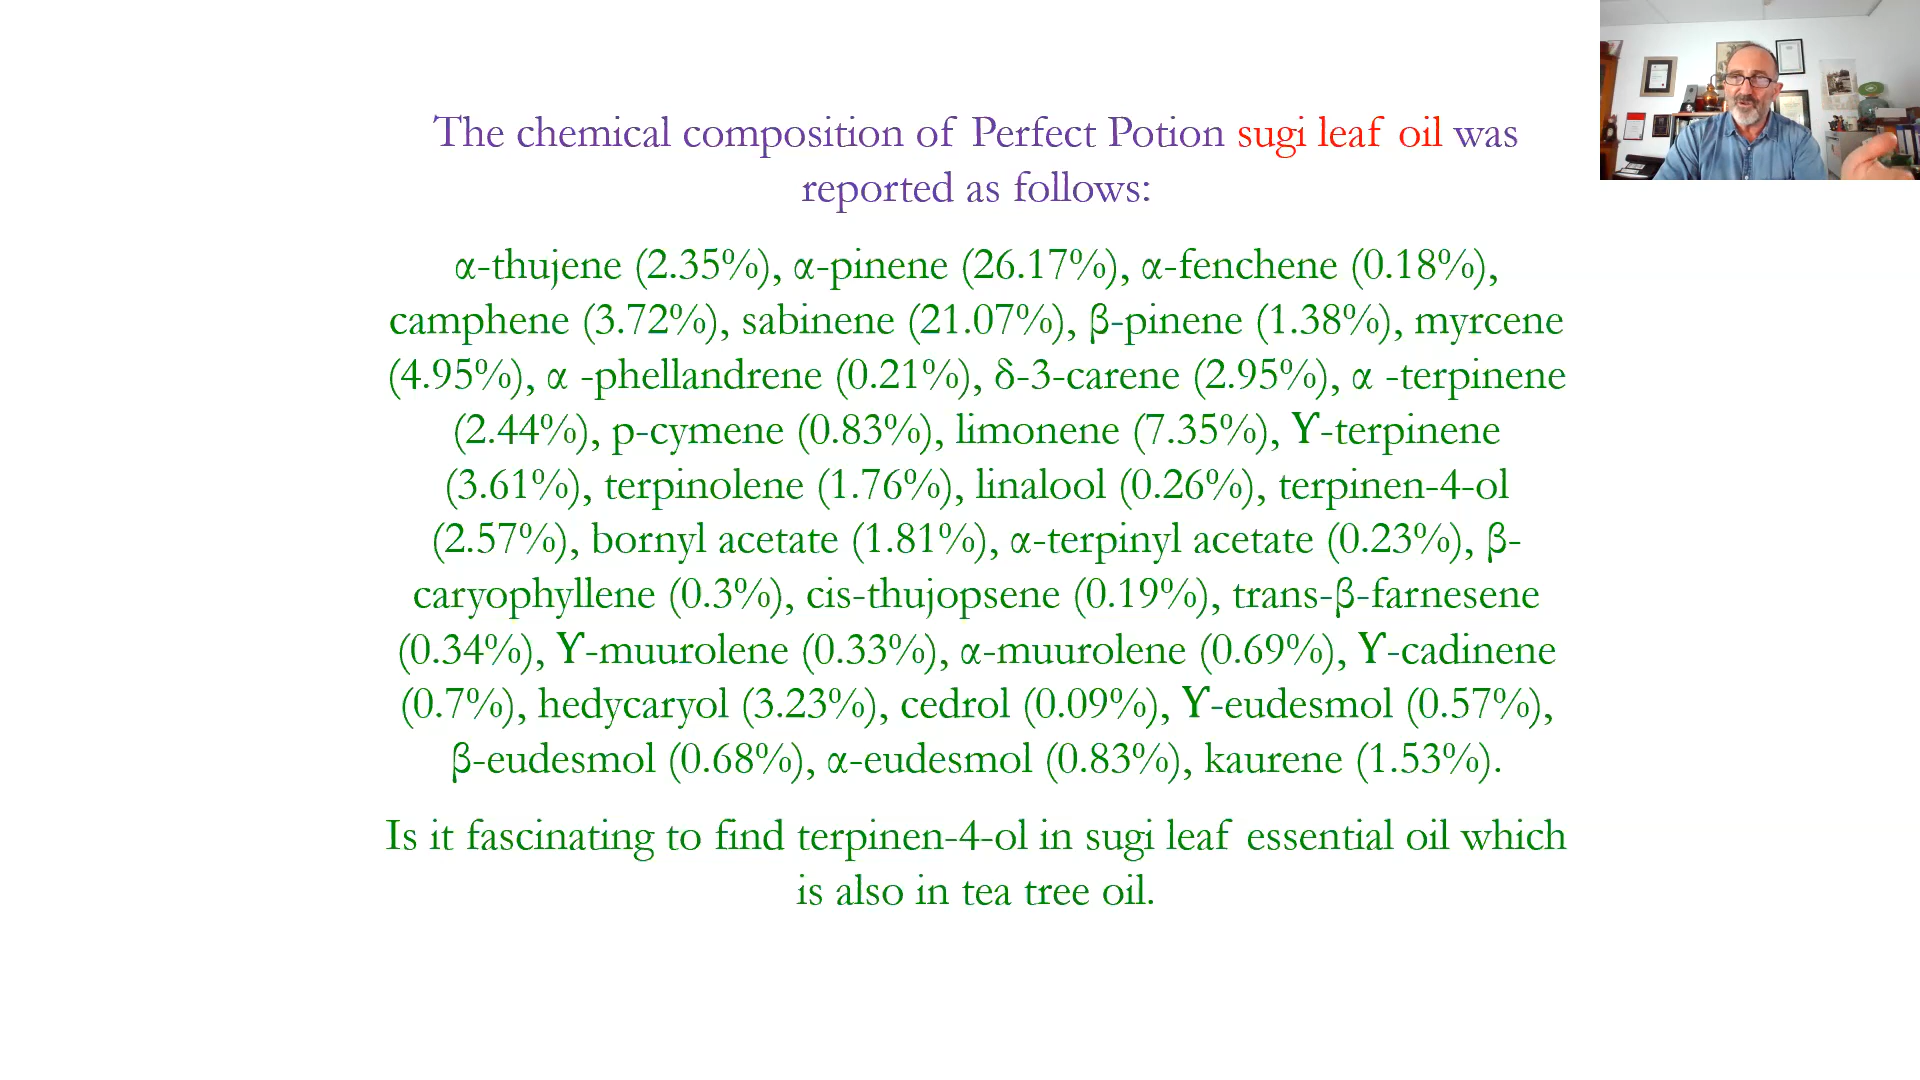 The chemical composition of Perfect Potion sugi leaf oil was
reported as follows:
α-thujene (2.35%), α-pinene (26.17%), α-fenchene (0.18%),
camphene (3.72%), sabinene (21.07%), β-pinene (1.38%), myrcene
(4.95%), α -phellandrene (0.21%), δ-3-carene (2.95%), α -terpinene
(2.44%), p-cymene (0.83%), limonene (7.35%), ϒ-terpinene
(3.61%), terpinolene (1.76%), linalool (0.26%), terpinen-4-ol
(2.57%), bornyl acetate (1.81%), α-terpinyl acetate (0.23%), β-
caryophyllene (0.3%), cis-thujopsene (0.19%), trans-β-farnesene
(0.34%), ϒ-muurolene (0.33%), α-muurolene (0.69%), ϒ-cadinene
(0.7%), hedycaryol (3.23%), cedrol (0.09%), ϒ-eudesmol (0.57%),
β-eudesmol (0.68%), α-eudesmol (0.83%), kaurene (1.53%).
Is it fascinating to find terpinen-4-ol in sugi leaf essential oil which
is also in tea tree oil.